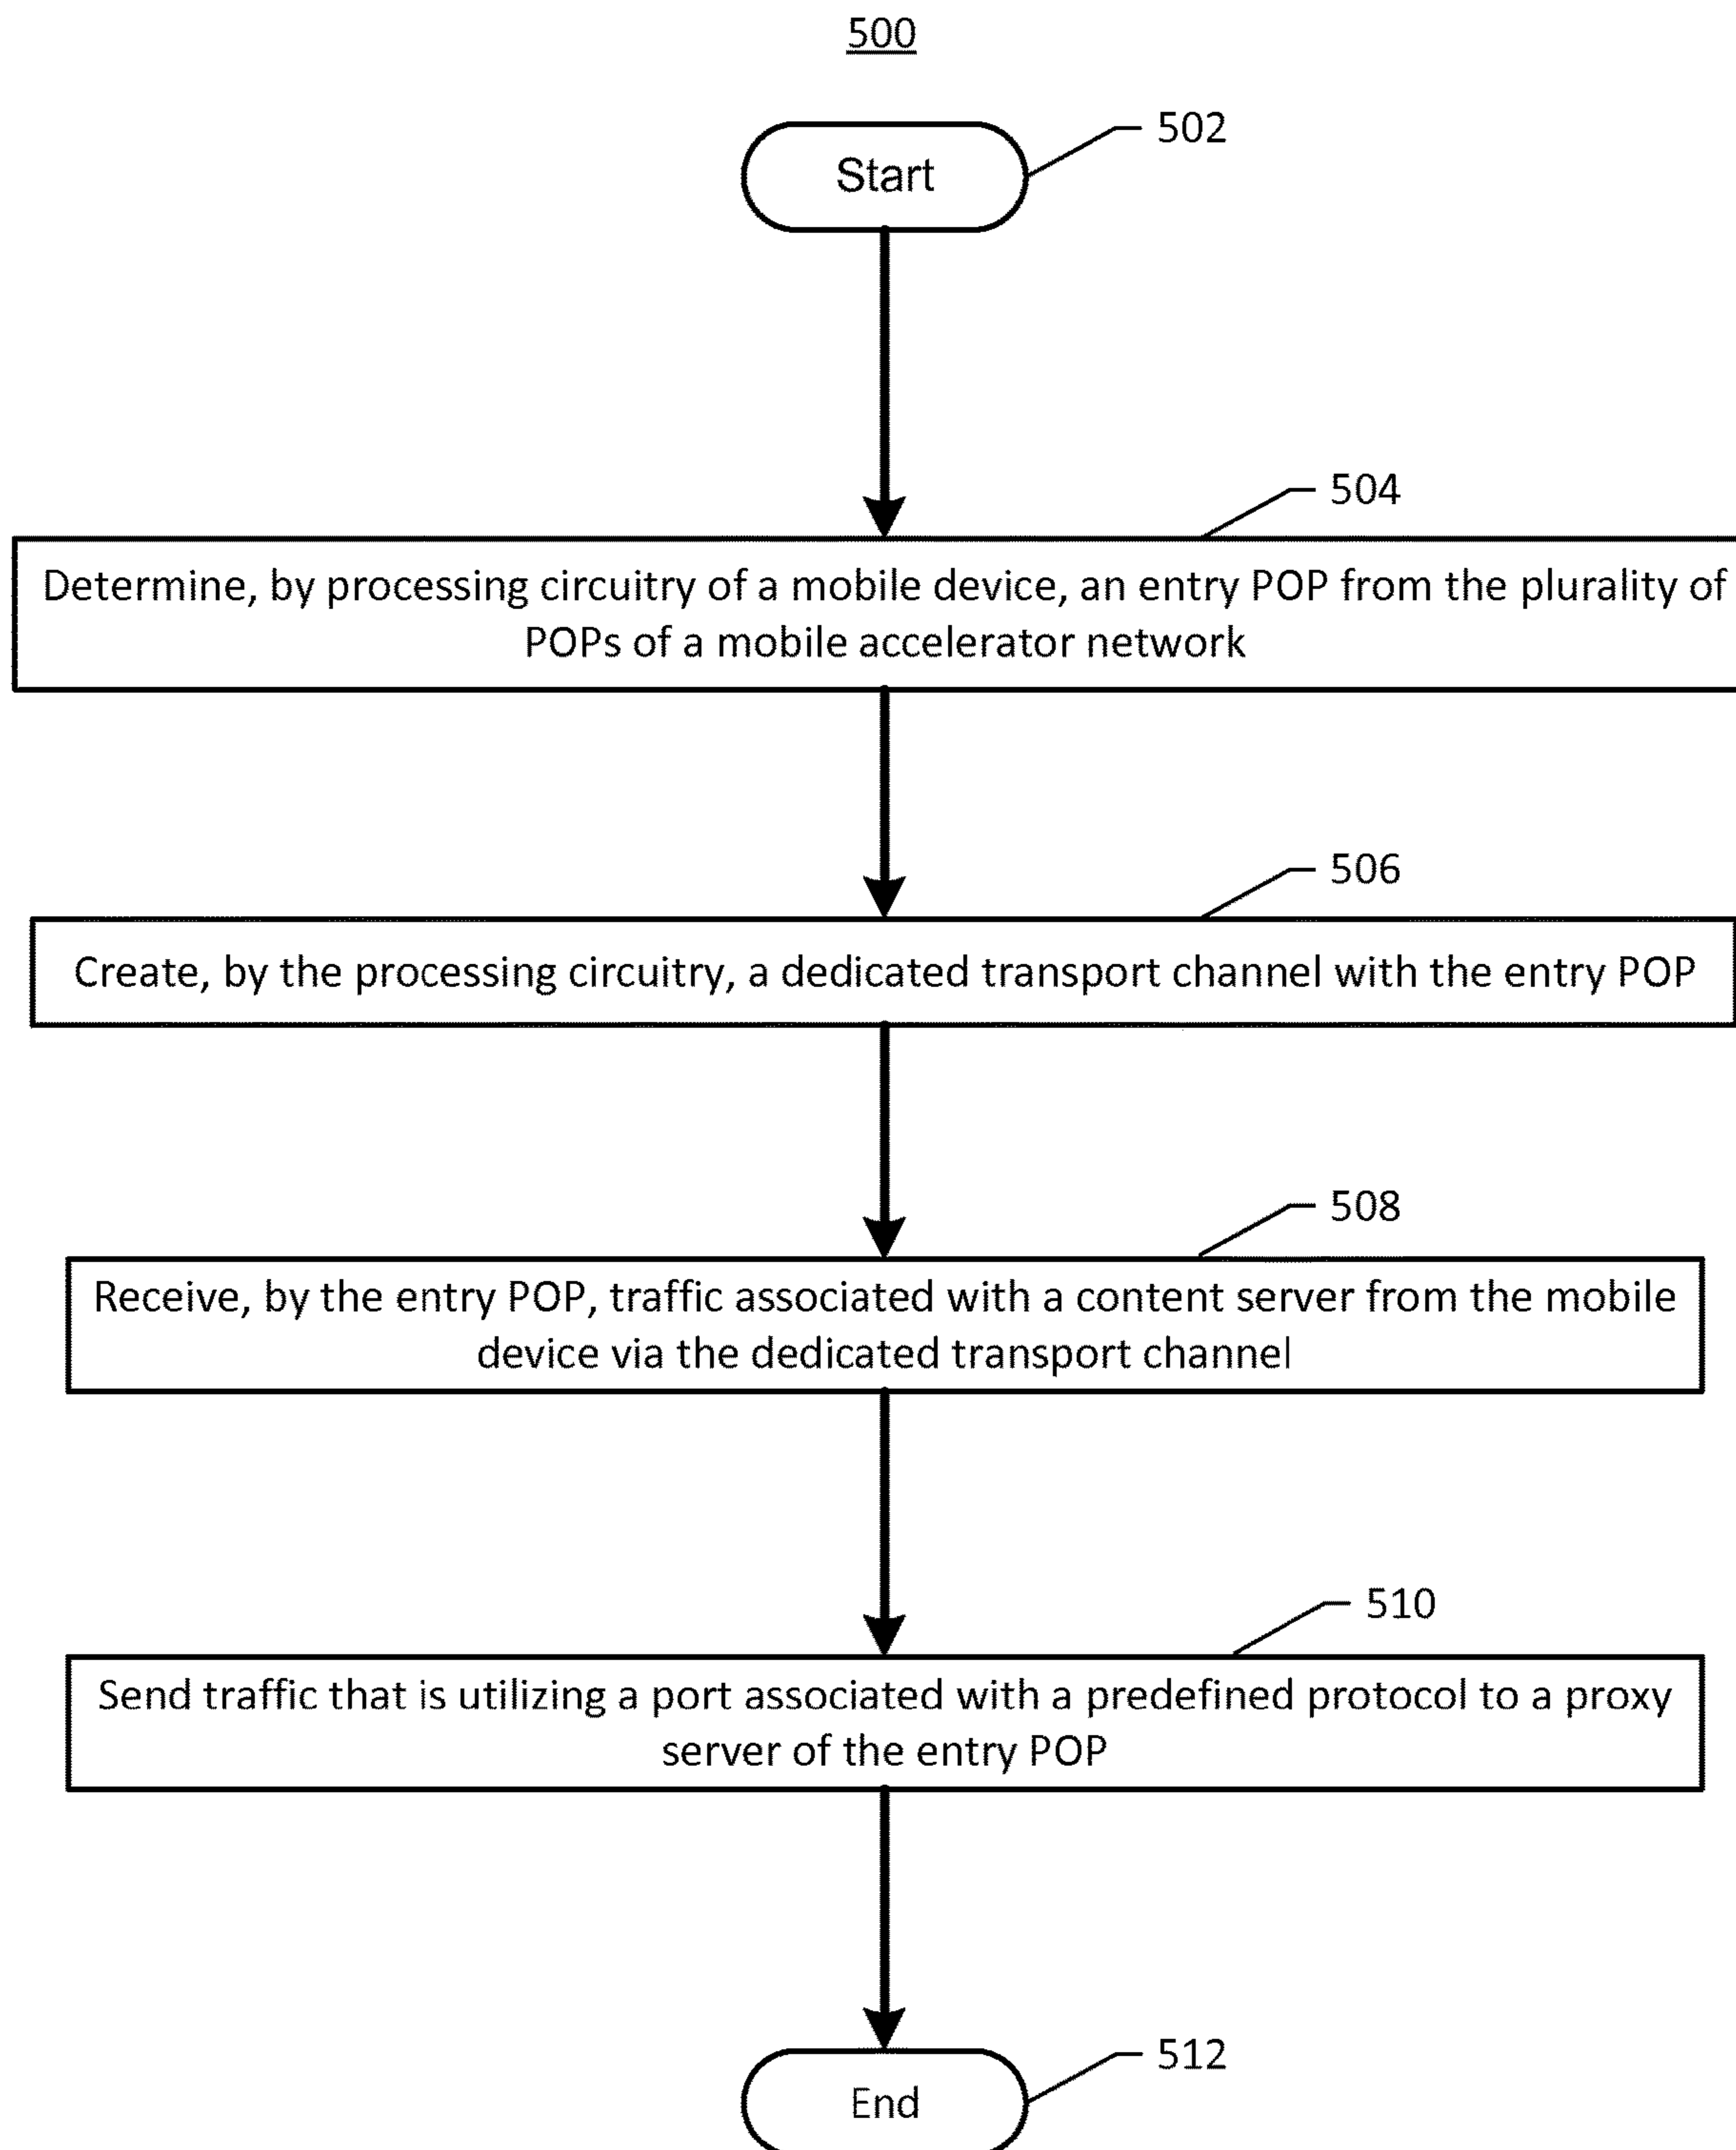 500
502
Start
504
Determine, by processing circuitry of a mobile device, an entry POP from the plurality of
POPs of a mobile accelerator network
506
Create, by the processing circuitry, a dedicated transport channel with the entry POP
508
Receive, by the entry POP, traffic associated with a content server from the mobile
device via the dedicated transport channel
510
Send traffic that is utilizing a port associated with a predefined protocol to a proxy
server of the entry POP
512
End